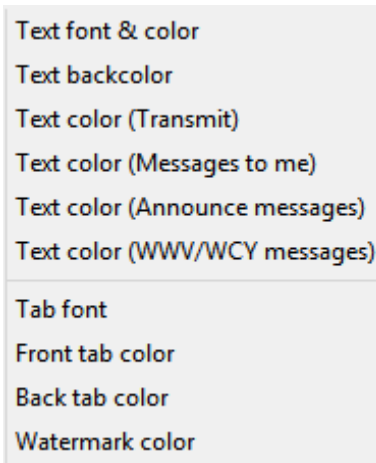 Text font & color
Text backcolor
Text color (Transmit)
Text color (Messages to me)
Text color (Announce messages)
Text color (WWV/WCY messages)
Tab font
Front tab color
Back tab color
Watermark color